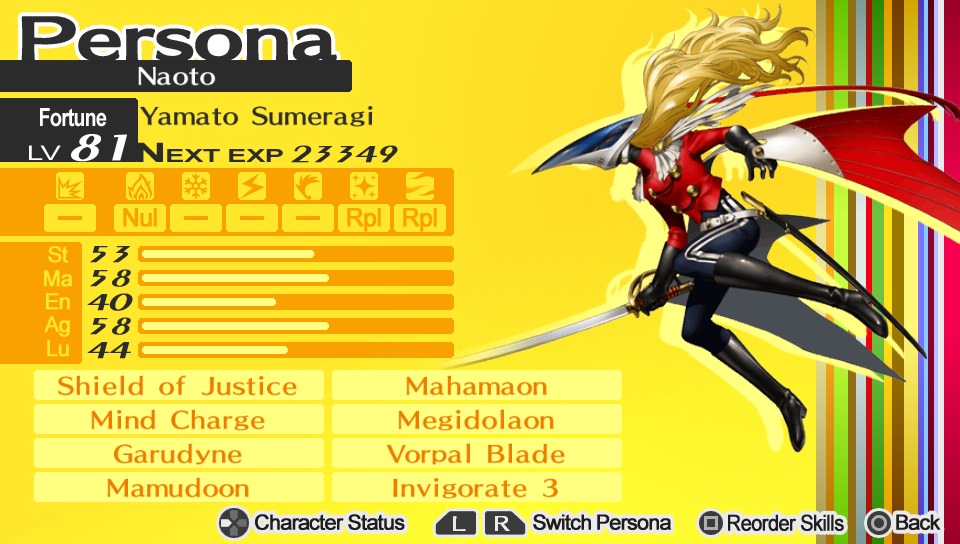 Persona
Naoto
Fortune
Yamato Sumeragi
LV 81
NEXT EXP 23349
— Nul — — — Rpl Rpl
St 53
Ma 58
En 40
Ag 58
Lu 44
Shield of Justice Mahamaon
Mind Charge Megidolaon
Garudyne Vorpal Blade
Mamudoon Invigorate 3
Character Status L R Switch Persona Reorder Skills Back